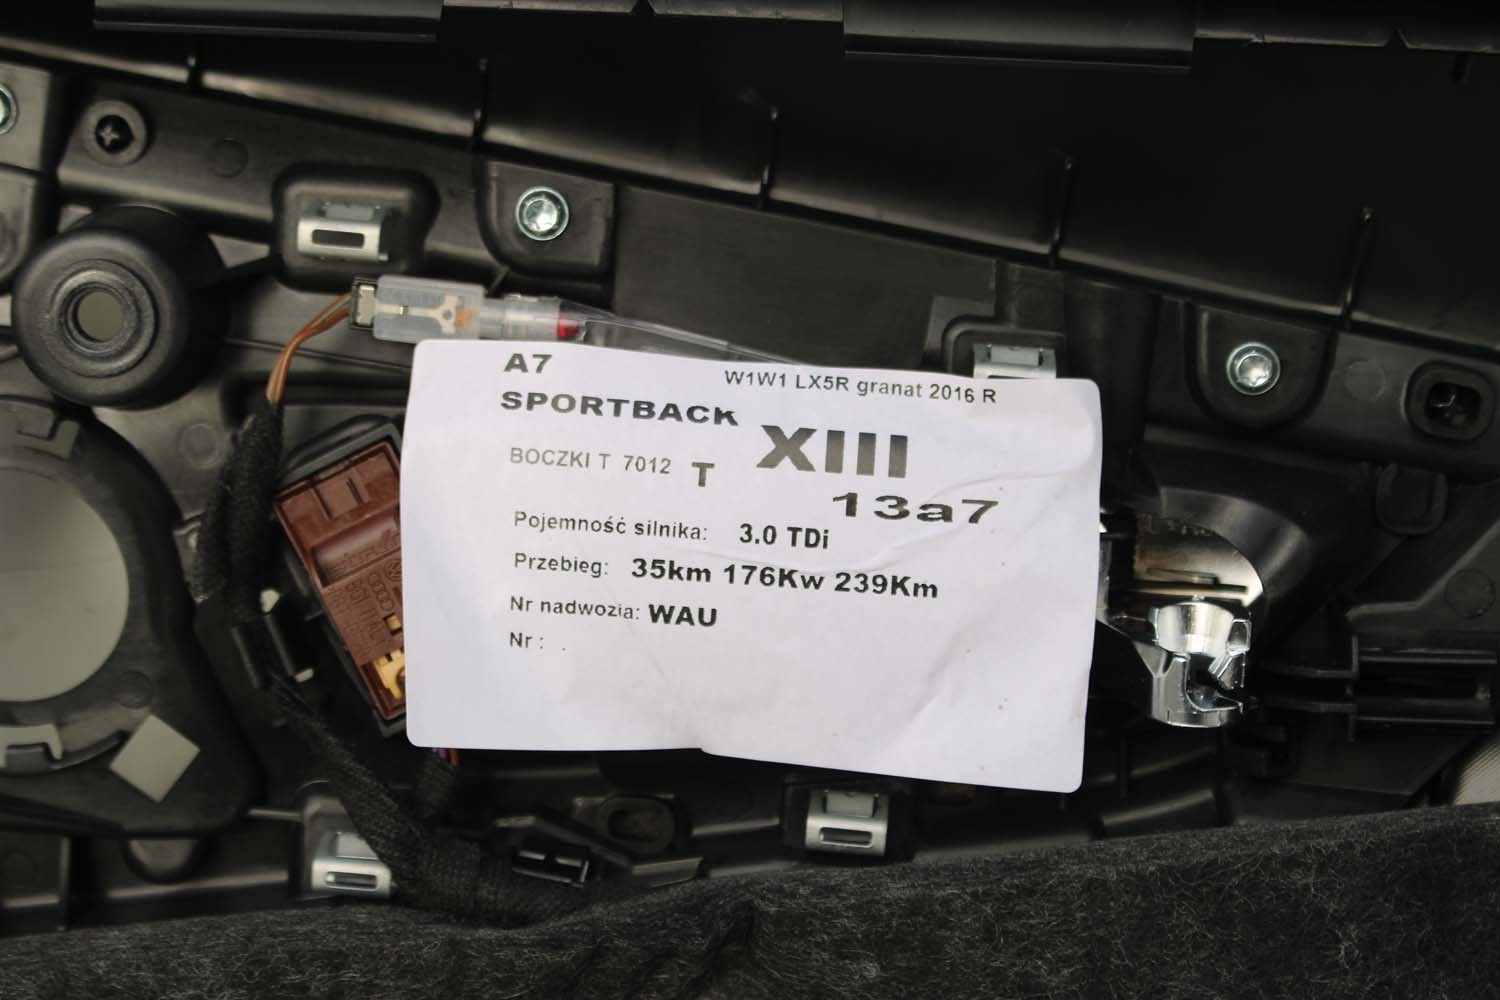 A7
W1W1 LX5R granat 2016 R
SPORTBACK
XIII
BOCZKI T 7012 T
13a7
Pojemność silnika: 3.0 TDi
Przebieg: 35km 176Kw 239Km
Nr nadwozia: WAU
Nr : .